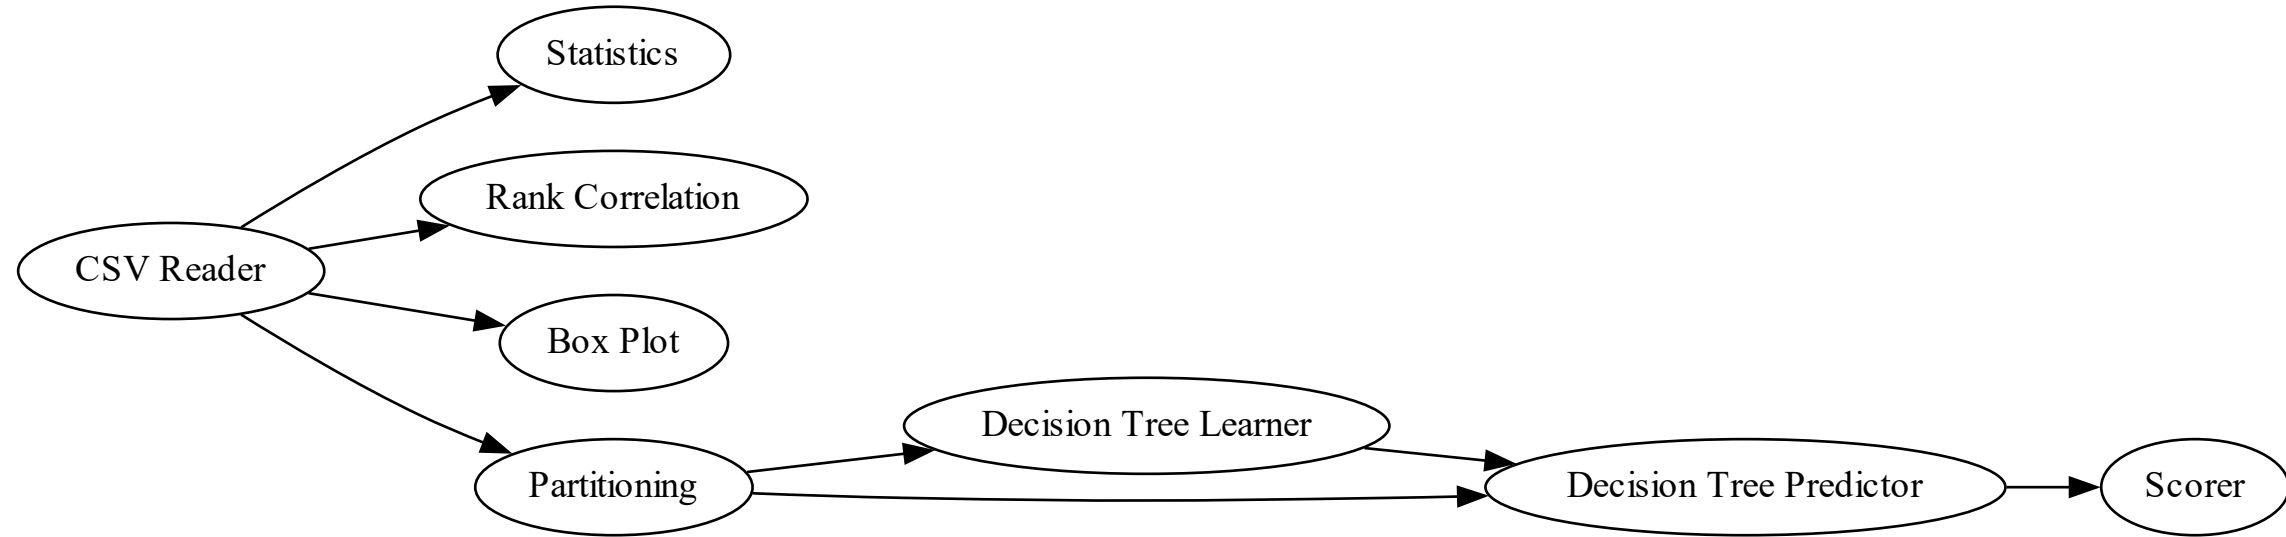 Statistics
Rank Correlation
CSV Reader
Box Plot
Decision Tree Learner
Partitioning
Decision Tree Predictor
Scorer